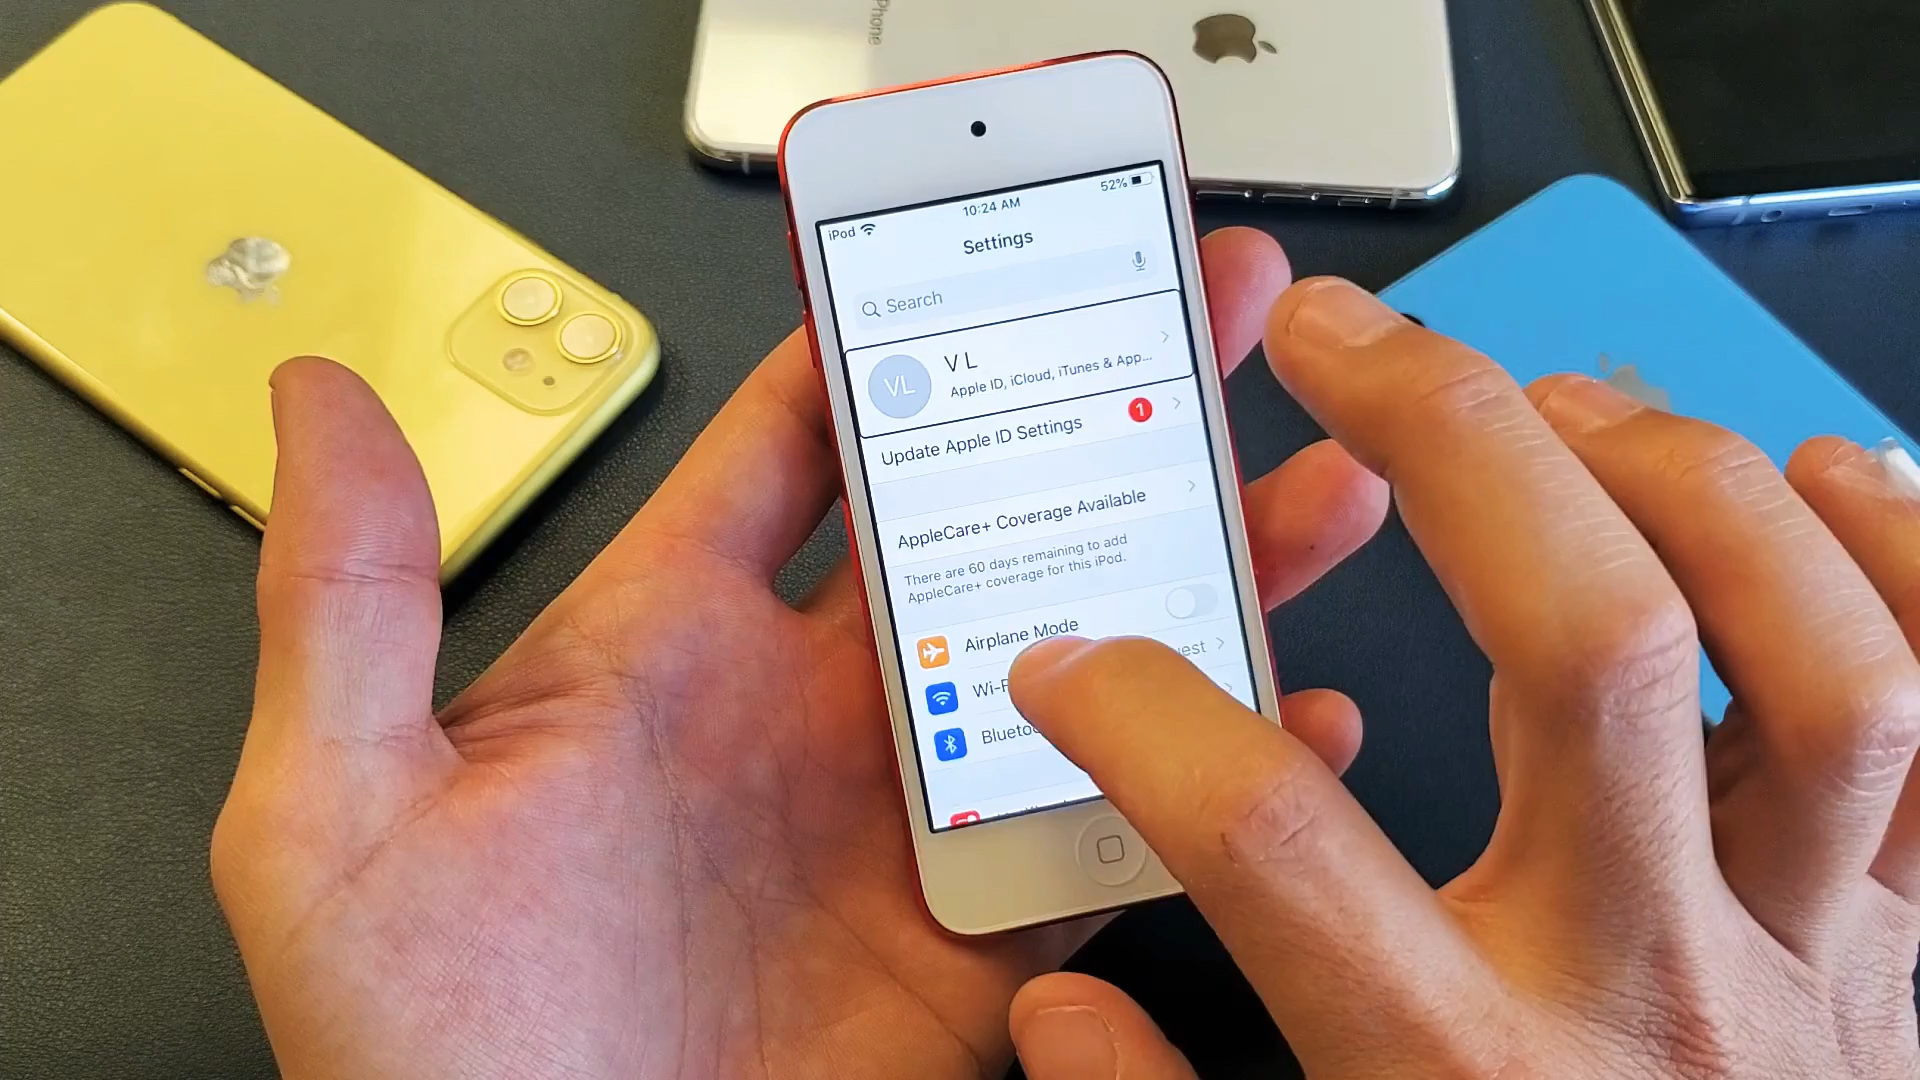 iPhone
52%
iPod
10:24 AM
Settings
Search
VL
V L
Apple ID, iCloud, iTunes & App...
Update Apple ID Settings
1
AppleCare+ Coverage Available
There are 60 days remaining to add
AppleCare+ coverage for this iPod.
Airplane Mode